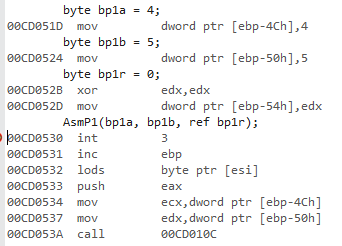 byte bp1a = 4;
00CD051D mov dword ptr [ebp-4Ch],4
byte bp1b = 5;
00CD0524 mov dword ptr [ebp-50h],5
byte bp1r = 0;
00CD052B xor edx,edx
00CD052D mov dword ptr [ebp-54h],edx
AsmP1(bp1a, bp1b, ref bp1r);
00CD0530 int 3
00CD0531 inc ebp
00CD0532 lods byte ptr [esi]
00CD0533 push eax
00CD0534 mov ecx,dword ptr [ebp-4Ch]
00CD0537 mov edx,dword ptr [ebp-50h]
00CD053A call 00CD010C